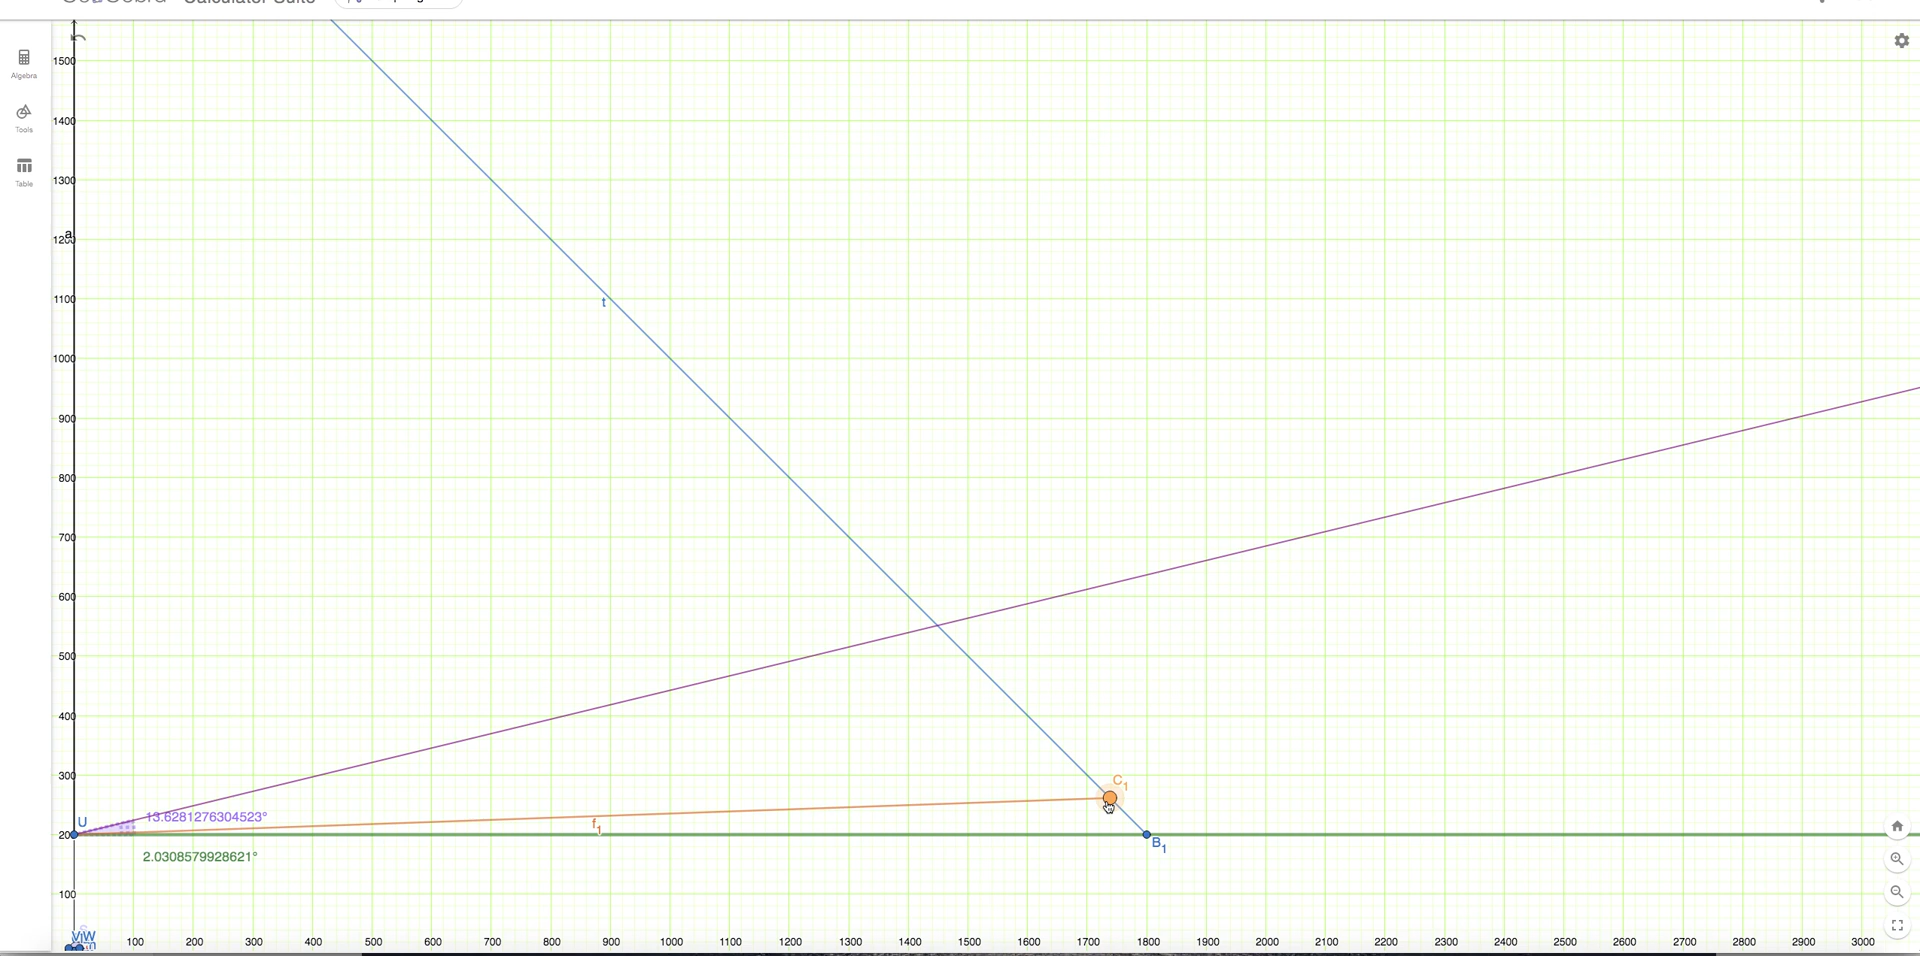 Calculator Suite
Algebra
Tools
Table
1500
1400
1300
1200
a
1100
t
1000
900
800
700
600
500
400
300
C1
13.6281276304523°
U
f1
200
B1
2.0308579928621°
100
100 200 300 400 500 600 700 800 900 1000 1100 1200 1300 1400 1500 1600 1700 1800 1900 2000 2100 2200 2300 2400 2500 2600 2700 2800 2900 3000